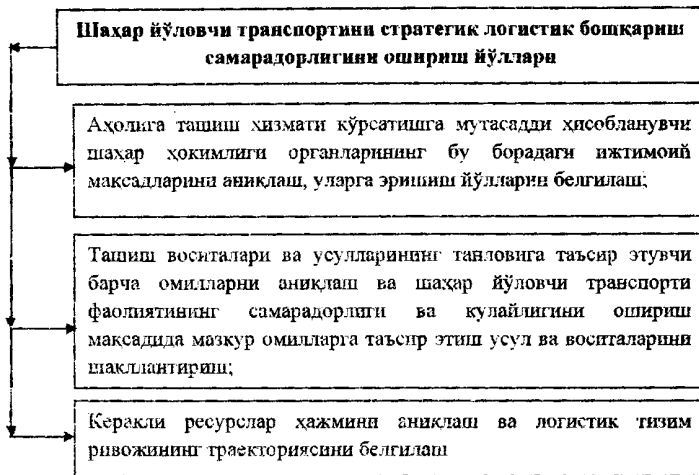 Шаҳар йўловчи транспортини стратегик логистик бошқариш
самарадорлигини ошириш йўллари
Аҳолига ташиш хизмати кўрсатишга мутасадди ҳисобланувчи
шаҳар ҳокимлиги органларининг бу борадаги ижтимоий
мақсадларини аниқлаш, уларга эришиш йўлларин белгилаш;
Ташиш воситалари ва усулларининг танловига таъсир этувчи
барча омилларни аниқлаш ва шаҳар йўловчи транспорти
фаолиятининг самарадорлиги ва қулайлигини ошириш
мақсадида мазкур омилларга таъсир этиш усул ва воситаларини
шакллантириш;
Керакли ресурслар ҳажмини аниқлаш ва логистик тизим
ривожининг траекториясини белгилаш